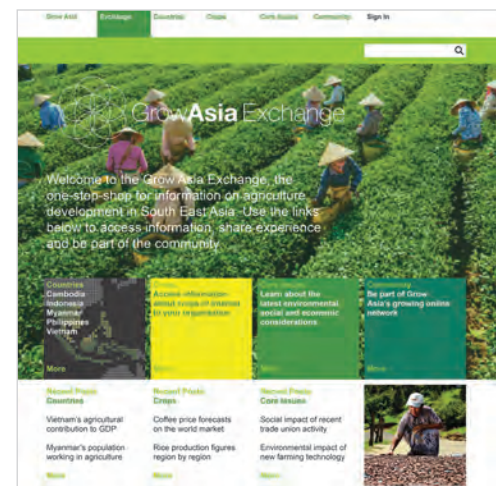 Grow Asia Exchange Countries Crops Core Issues Community Sign In
GrowAsia Exchange
Welcome to the Grow Asia Exchange, the
one-stop-shop for information on agriculture
development in South East Asia -Use the links
below to access information, share experience
and be part of the community
Countries
Cambodia
Indonesia
Myanmar
Philippines
Vietnam
More
Crops
Access information
about crops of interest
to your organisation
More
Core Issues
Learn about the
latest environmental
social and economic
considerations
More
Community
Be part of Grow
Asia's growing online
network
More
Recent Posts
Countries
Vietnam's agricultural
contribution to GDP
Myanmar's population
working in agriculture
More
Recent Posts
Crops
Coffee price forecasts
on the world market
Rice production figures
region by region
More
Recent Posts
Core Issues
Social impact of recent
trade union activity
Environmental impact of
new farming technology
More